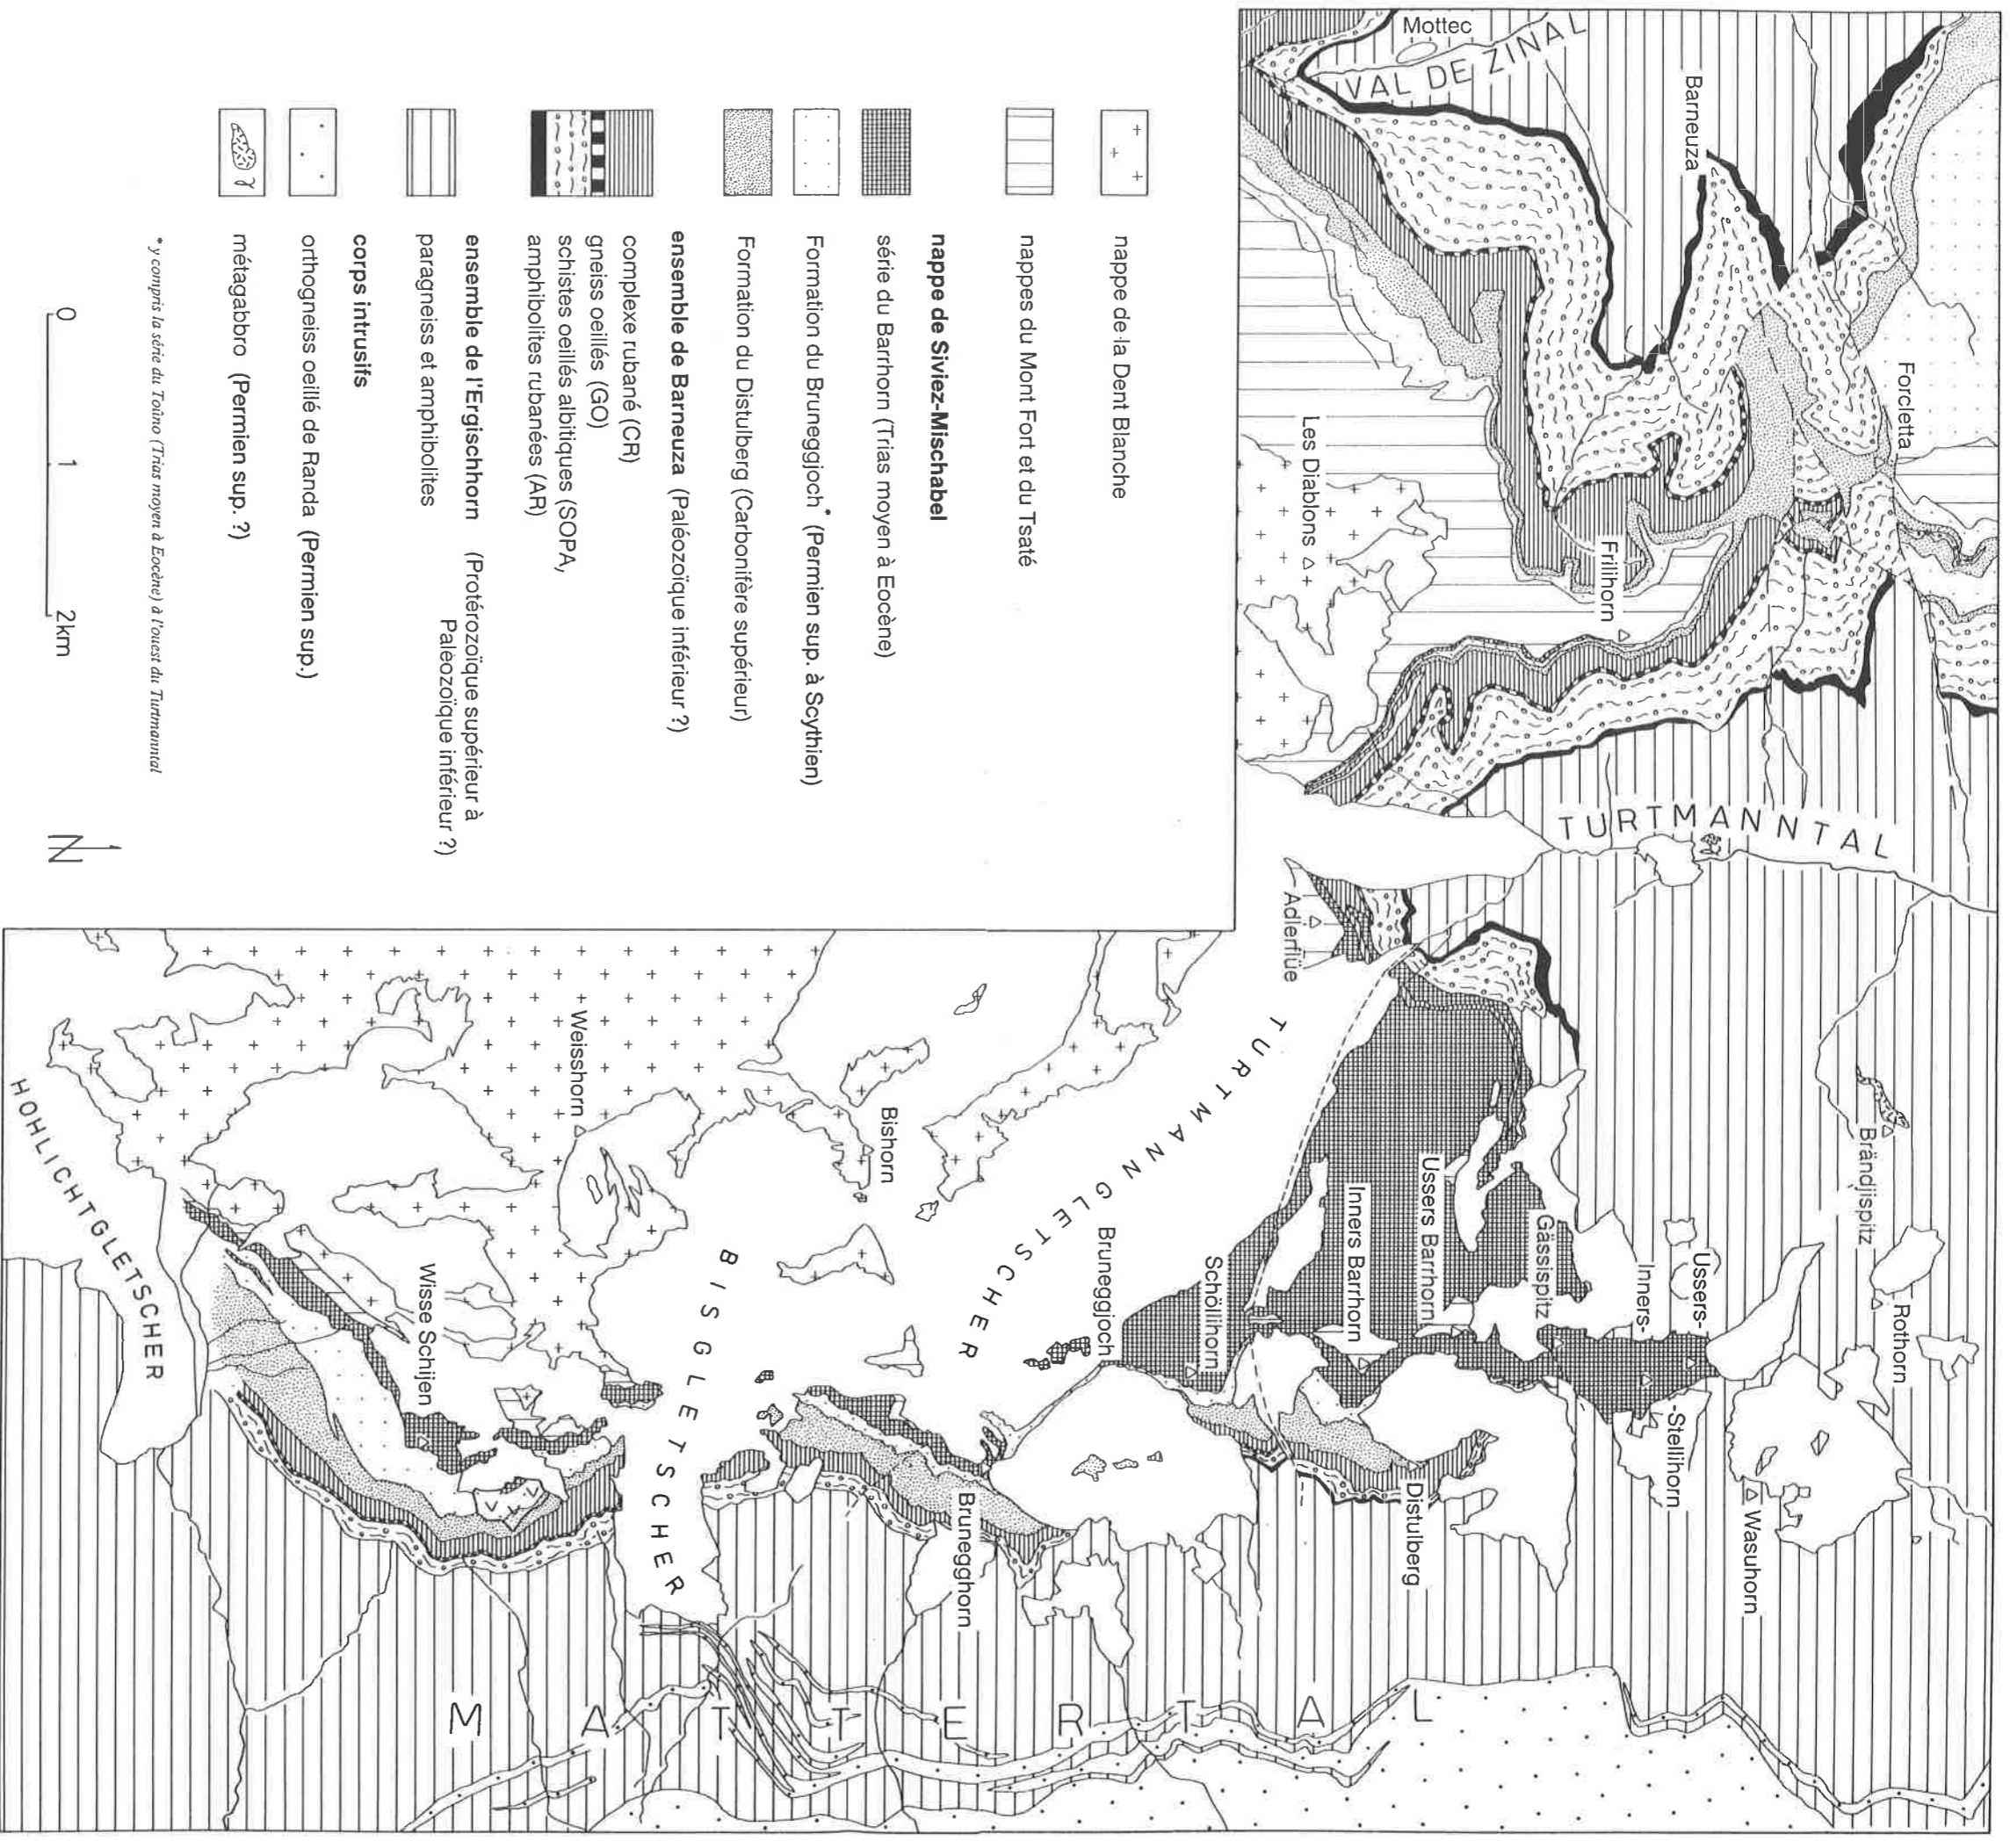 Mottec
VAL DE ZINAL
Barneuza
Forcletta
Les Diablons
Frilihorn
TURTMANNTAL
Adlerflüe
TURTMANNGLETSCHER
Brändjispitz
Rothorn
Ussers-
Inners-
-Stellihorn
Wasuhorn
Gässispitz
Ussers Barrhorn
Inners Barrhorn
Schöllihorn
Distulberg
Bruneggjoch
Brunegghorn
Bishorn
Weisshorn
BISGLETSCHER
Wisse Schijen
HOHLICHTGLETSCHER
MATTERTAL
nappe de la Dent Blanche
nappes du Mont Fort et du Tsaté
nappe de Siviez-Mischabel
série du Barrhorn (Trias moyen à Eocène)
Formation du Bruneggjoch* (Permien sup. à Scythien)
Formation du Distulberg (Carbonifère supérieur)
ensemble de Barneuza (Paléozoïque inférieur ?)
complexe rubané (CR)
gneiss oeillés (GO)
schistes oeillés albitiques (SOPA,
amphibolites rubanées (AR)
ensemble de l'Ergischhorn (Protérozoïque supérieur à
Paleozoïque inférieur ?)
paragneiss et amphibolites
corps intrusifs
orthogneiss oeillé de Randa (Permien sup.)
métagabbro (Permien sup. ?)
* y compris la série du Toûno (Trias moyen à Eocène) à l'ouest du Turtmanntal
0 1 2km
N